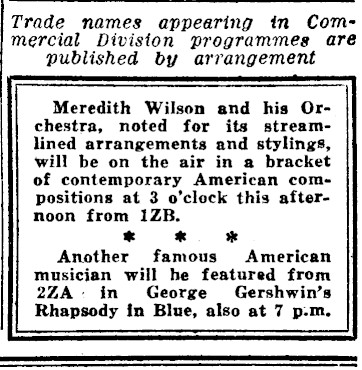 Trade names appearing in Com-
mercial Division programmes are
published by arrangement
Meredith Wilson and his Or-
chestra, noted for its stream-
lined arrangements and stylings,
will be on the air in a bracket
of contemporary American com-
positions at 3 o'clock this after-
noon from 1ZB.
* * *
Another famous American
musician will be featured from
2ZA in George Gershwin's
Rhapsody in Blue, also at 7 p.m.